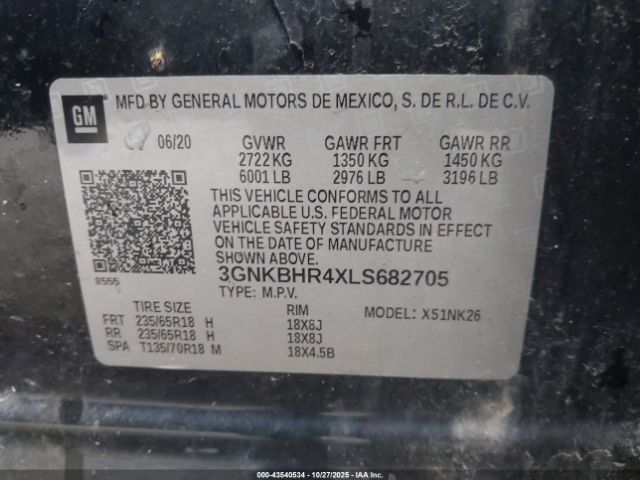 GM
MFD BY GENERAL MOTORS DE MEXICO, S. DE R.L. DE C.V.
06/20 GVWR GAWR FRT GAWR RR
2722 KG 1350 KG 1450 KG
6001 LB 2976 LB 3196 LB
THIS VEHICLE CONFORMS TO ALL
APPLICABLE U.S. FEDERAL MOTOR
VEHICLE SAFETY STANDARDS IN EFFECT
ON THE DATE OF MANUFACTURE
SHOWN ABOVE.
8555
3GNKBHR4XLS682705
TYPE: M.P.V.
TIRE SIZE RIM MODEL: X51NK26
FRT 235/65R18 H 18X8J
RR 235/65R18 H 18X8J
SPA T135/70R18 M 18X4.5B
000-43540534 | 10/27/2025 | IAAI.COM